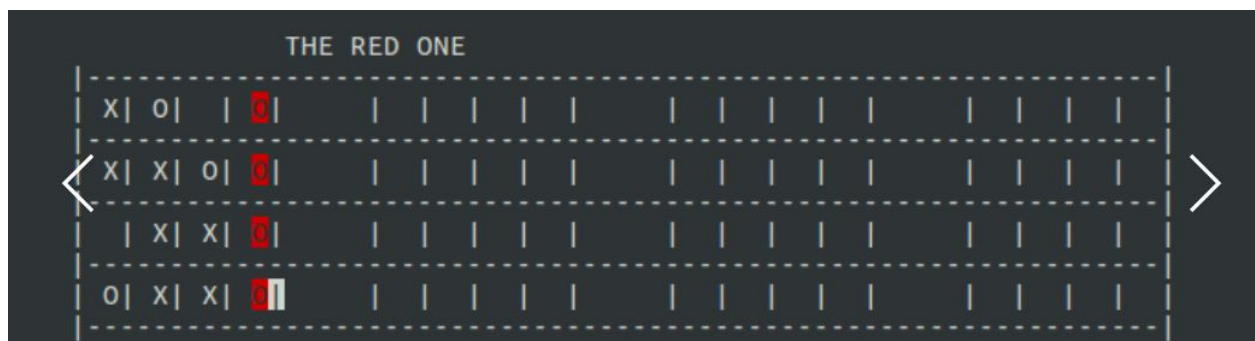 THE RED ONE
|------------------------------------------------------------------|
| X| O|  | O|     |  |  |  |  |     |  |  |  |  |     |  |  |  |  |
|------------------------------------------------------------------|
| X| X| O| O|     |  |  |  |  |     |  |  |  |  |     |  |  |  |  |
|------------------------------------------------------------------|
|  | X| X| O|     |  |  |  |  |     |  |  |  |  |     |  |  |  |  |
|------------------------------------------------------------------|
| O| X| X| O|     |  |  |  |  |     |  |  |  |  |     |  |  |  |  |
|------------------------------------------------------------------|